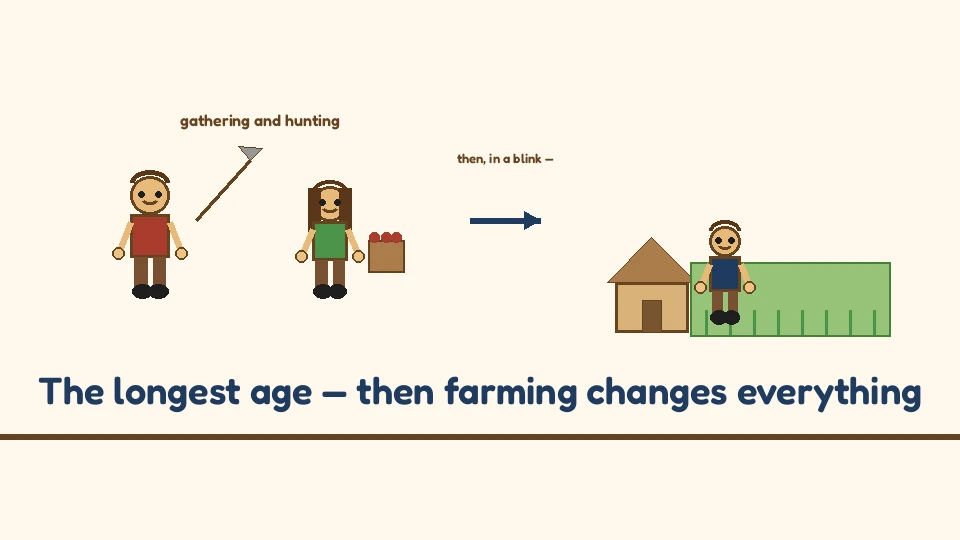 gathering and hunting
then, in a blink —
The longest age — then farming changes everything